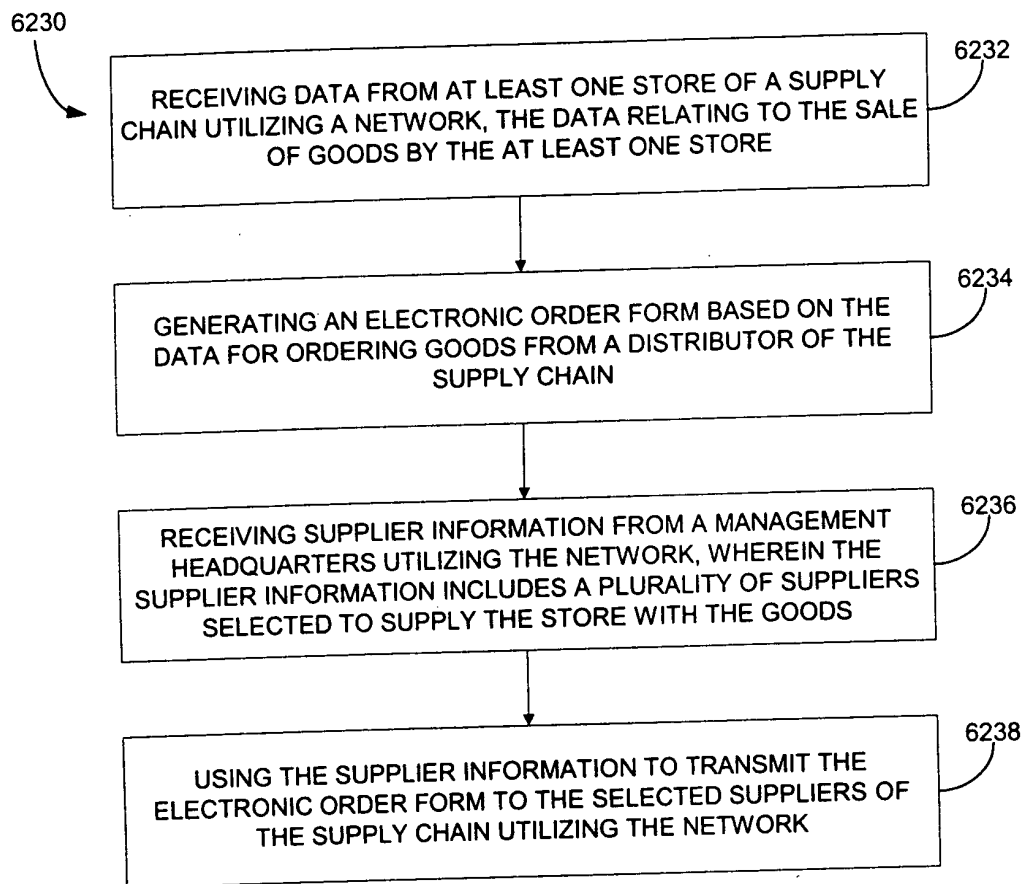 6230
6232
RECEIVING DATA FROM AT LEAST ONE STORE OF A SUPPLY
CHAIN UTILIZING A NETWORK, THE DATA RELATING TO THE SALE
OF GOODS BY THE AT LEAST ONE STORE
6234
GENERATING AN ELECTRONIC ORDER FORM BASED ON THE
DATA FOR ORDERING GOODS FROM A DISTRIBUTOR OF THE
SUPPLY CHAIN
6236
RECEIVING SUPPLIER INFORMATION FROM A MANAGEMENT
HEADQUARTERS UTILIZING THE NETWORK, WHEREIN THE
SUPPLIER INFORMATION INCLUDES A PLURALITY OF SUPPLIERS
SELECTED TO SUPPLY THE STORE WITH THE GOODS
6238
USING THE SUPPLIER INFORMATION TO TRANSMIT THE
ELECTRONIC ORDER FORM TO THE SELECTED SUPPLIERS OF
THE SUPPLY CHAIN UTILIZING THE NETWORK